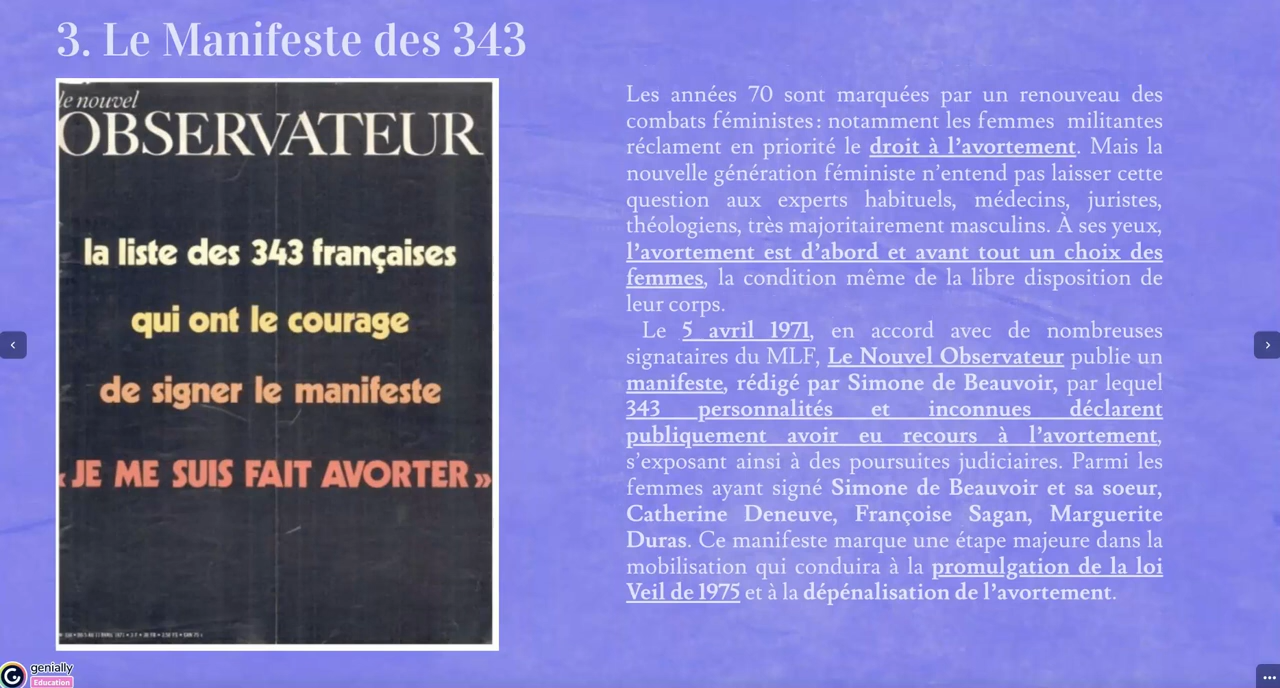 3. Le Manifeste des 343
le nouvel
OBSERVATEUR
la liste des 343 françaises
qui ont le courage
de signer le manifeste
« JE ME SUIS FAIT AVORTER »
Les années 70 sont marquées par un renouveau des
combats féministes : notamment les femmes militantes
réclament en priorité le droit à l’avortement. Mais la
nouvelle génération féministe n’entend pas laisser cette
question aux experts habituels, médecins, juristes,
théologiens, très majoritairement masculins. À ses yeux,
l’avortement est d’abord et avant tout un choix des
femmes, la condition même de la libre disposition de
leur corps.
Le 5 avril 1971, en accord avec de nombreuses
signataires du MLF, Le Nouvel Observateur publie un
manifeste, rédigé par Simone de Beauvoir, par lequel
343 personnalités et inconnues déclarent
publiquement avoir eu recours à l’avortement,
s’exposant ainsi à des poursuites judiciaires. Parmi les
femmes ayant signé Simone de Beauvoir et sa soeur,
Catherine Deneuve, Françoise Sagan, Marguerite
Duras. Ce manifeste marque une étape majeure dans la
mobilisation qui conduira à la promulgation de la loi
Veil de 1975 et à la dépénalisation de l’avortement.
genially
Education